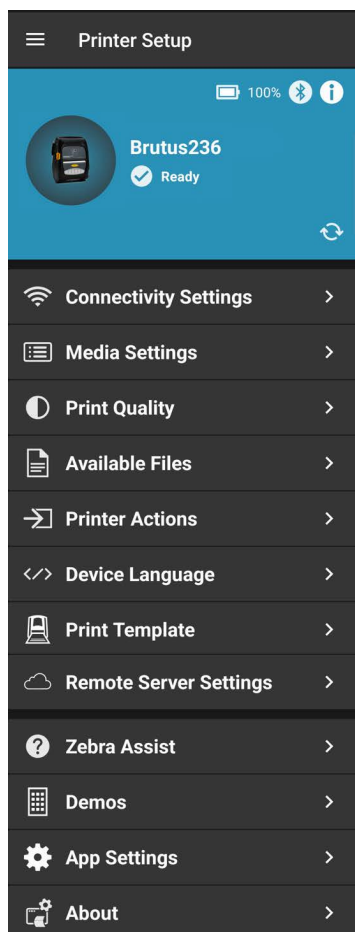 Printer Setup
100%
Brutus236
Ready
Connectivity Settings
Media Settings
Print Quality
Available Files
Printer Actions
Device Language
Print Template
Remote Server Settings
Zebra Assist
Demos
App Settings
About